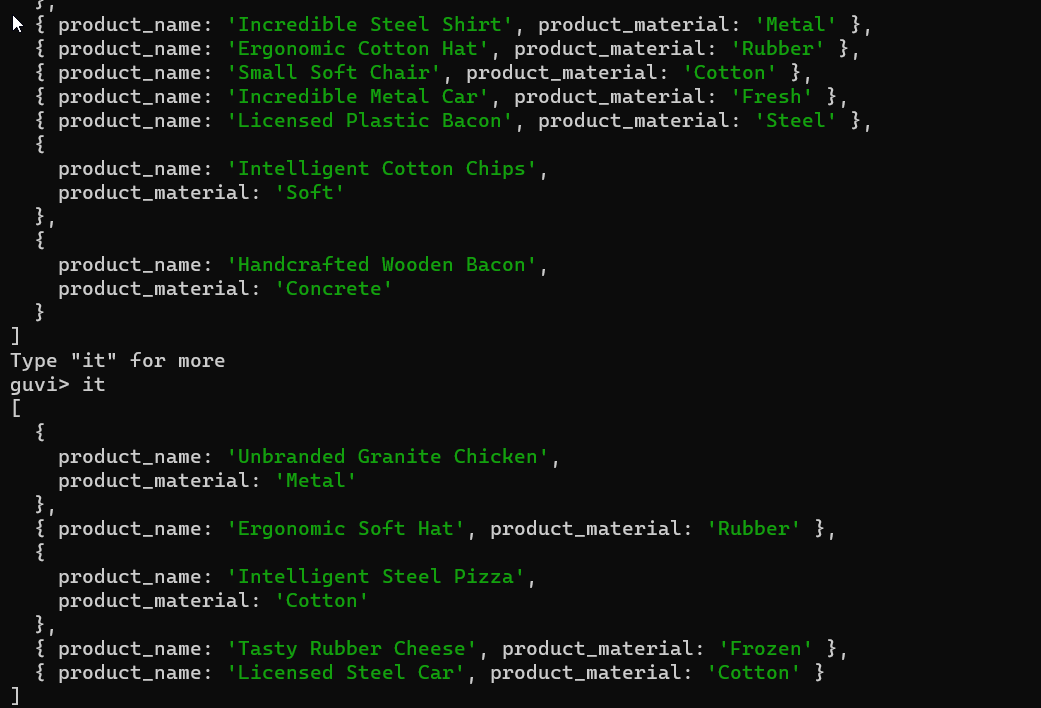 },
  { product_name: 'Incredible Steel Shirt', product_material: 'Metal' },
  { product_name: 'Ergonomic Cotton Hat', product_material: 'Rubber' },
  { product_name: 'Small Soft Chair', product_material: 'Cotton' },
  { product_name: 'Incredible Metal Car', product_material: 'Fresh' },
  { product_name: 'Licensed Plastic Bacon', product_material: 'Steel' },
  {
    product_name: 'Intelligent Cotton Chips',
    product_material: 'Soft'
  },
  {
    product_name: 'Handcrafted Wooden Bacon',
    product_material: 'Concrete'
  }
]
Type "it" for more
guvi> it
[
  {
    product_name: 'Unbranded Granite Chicken',
    product_material: 'Metal'
  },
  { product_name: 'Ergonomic Soft Hat', product_material: 'Rubber' },
  {
    product_name: 'Intelligent Steel Pizza',
    product_material: 'Cotton'
  },
  { product_name: 'Tasty Rubber Cheese', product_material: 'Frozen' },
  { product_name: 'Licensed Steel Car', product_material: 'Cotton' }
]